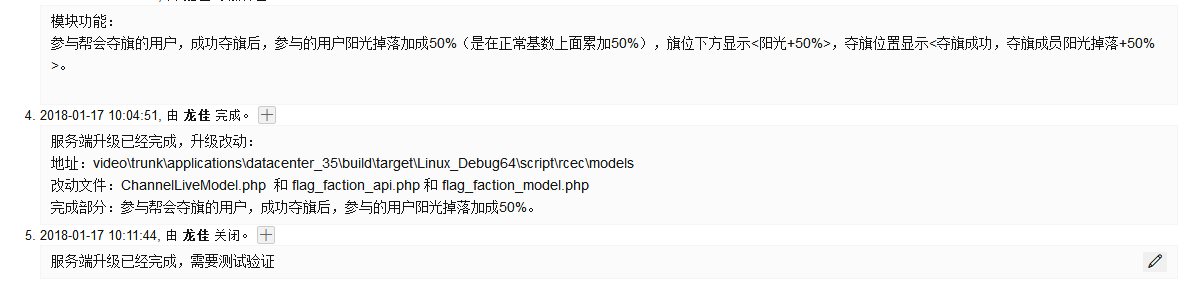 模块功能：
参与帮会夺旗的用户，成功夺旗后，参与的用户阳光掉落加成50%（是在正常基数上面累加50%），旗位下方显示<阳光+50%>，夺旗位置显示<夺旗成功，夺旗成员阳光掉落+50%
>。
4. 2018-01-17 10:04:51, 由 龙佳 完成。
服务端升级已经完成，升级改动：
地址：video\trunk\applications\datacenter_35\build\target\Linux_Debug64\script\rcec\models
改动文件：ChannelLiveModel.php 和 flag_faction_api.php 和 flag_faction_model.php
完成部分：参与帮会夺旗的用户，成功夺旗后，参与的用户阳光掉落加成50%。
5. 2018-01-17 10:11:44, 由 龙佳 关闭。
服务端升级已经完成，需要测试验证